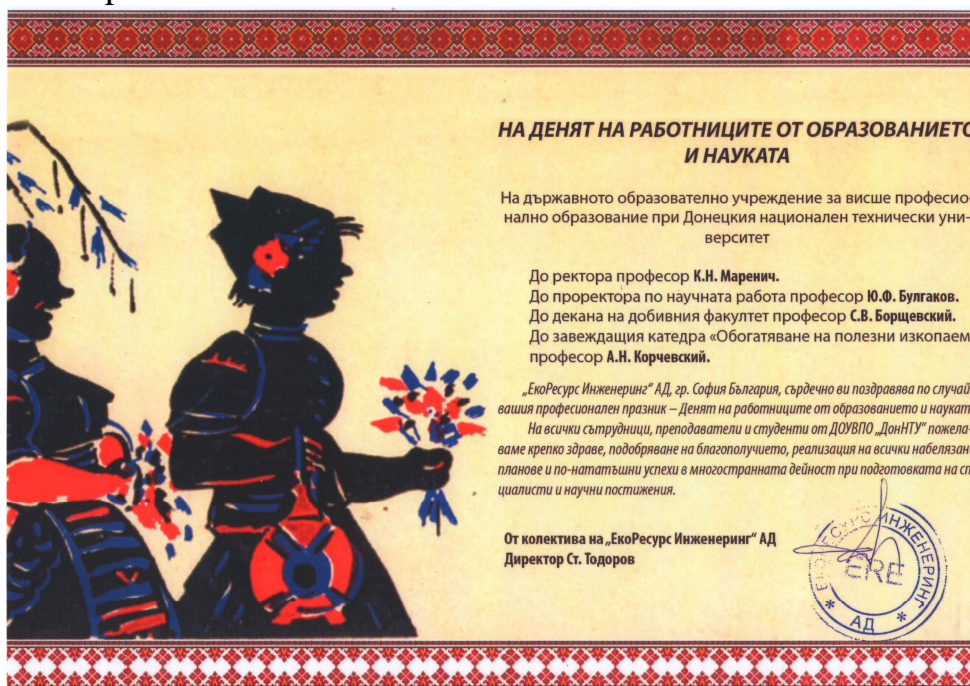 НА ДЕНЯТ НА РАБОТНИЦИТЕ ОТ ОБРАЗОВАНИЕТО
И НАУКАТА
На държавното образователно учреждение за висше професио-
нално образование при Донецкия национален технически уни-
верситет
До ректора професор К.Н. Маренич.
До проректора по научната работа професор Ю.Ф. Булгаков.
До декана на добивния факултет професор С.В. Борщевский.
До завеждащия катедра «Обогатяване на полезни изкопаем
професор А.Н. Корчевский.
„ЕкоРесурс Инженеринг“ АД, гр. София България, сърдечно ви поздравява по случай
вашия професионален празник – Денят на работниците от образованието и наукат
На всички сътрудници, преподаватели и студенти от ДОУВПО „ДонНТУ“ пожела-
ваме крепко здраве, подобряване на благополучието, реализация на всички набелязан
планове и по-нататъшни успехи в многостранната дейност при подготовката на сп
циалисти и научни постижения.
От колектива на „ЕкоРесурс Инженеринг“ АД
Директор Ст. Тодоров
ЕКО РЕСУРС ИНЖЕНЕРИНГ
ERE
* АД *